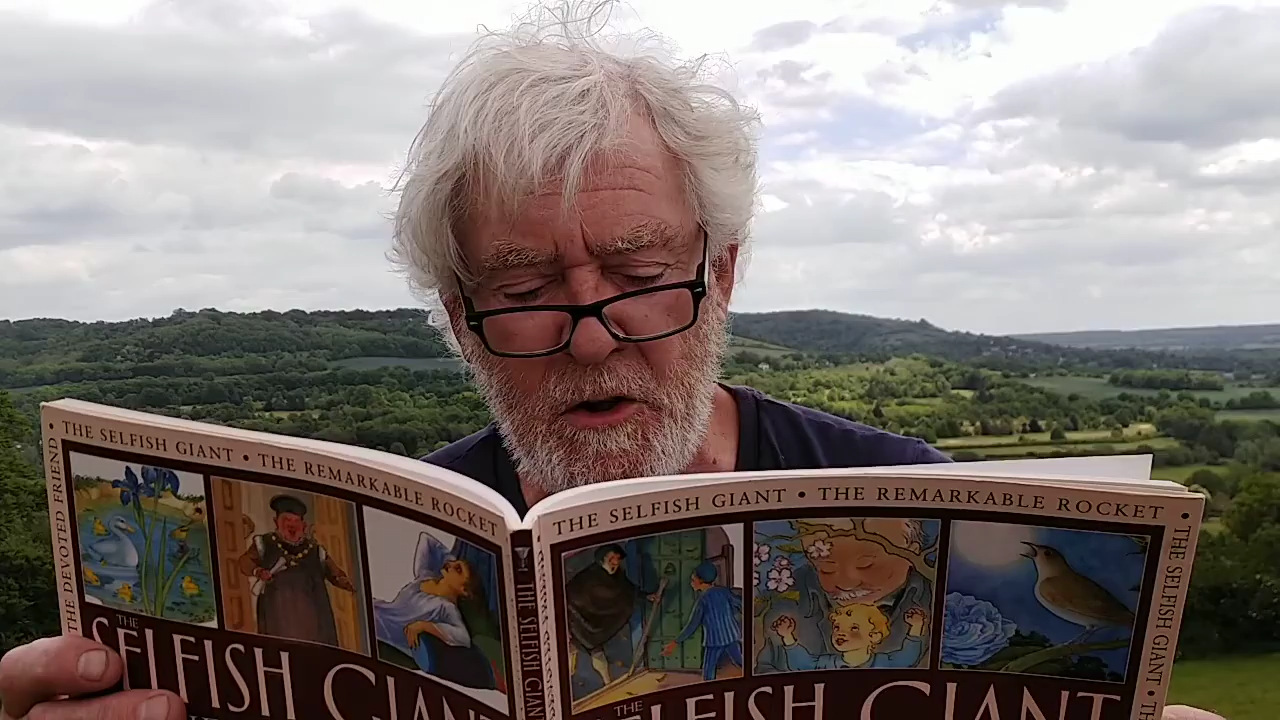 THE SELFISH GIANT • THE REMARKABLE ROCKET
THE DEVOTED FRIEND •
THE
SELFISH GIANT
THE SELFISH GIANT
THE SELFISH GIANT • THE REMARKABLE ROCKET •
THE SELFISH GIANT •
THE
SELFISH GIANT